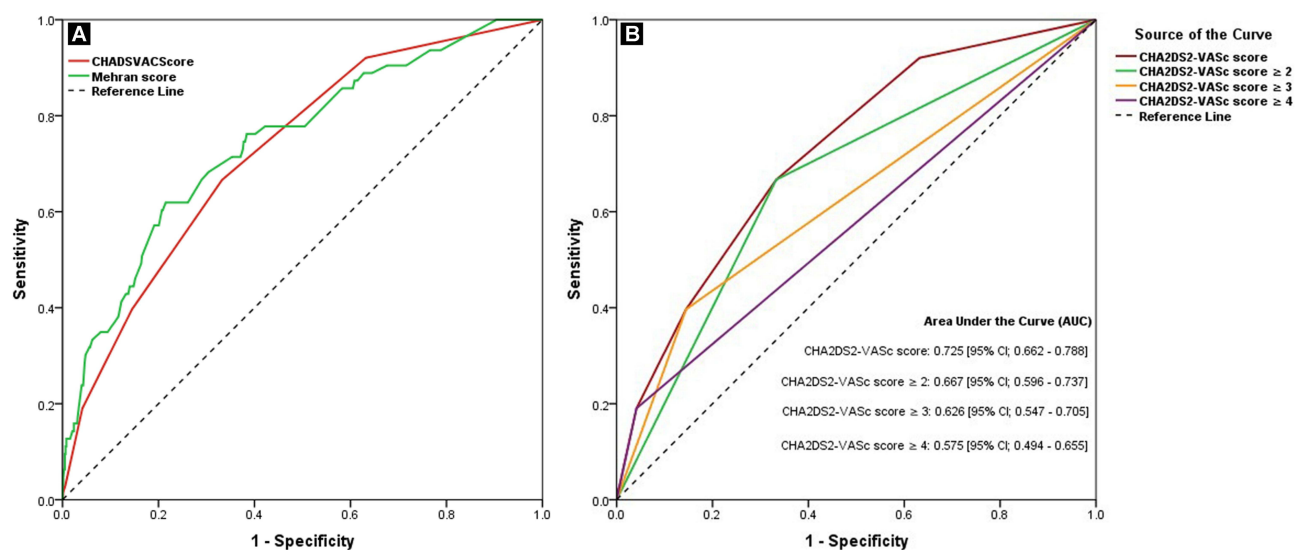 A
CHADSVACScore
Mehran score
Reference Line
1.0
0.8
0.6
0.4
0.2
0.0
Sensitivity
0.0 0.2 0.4 0.6 0.8 1.0
1 - Specificity
B
1.0
0.8
0.6
0.4
0.2
0.0
Sensitivity
0.0 0.2 0.4 0.6 0.8 1.0
1 - Specificity
Area Under the Curve (AUC)
CHA2DS2-VASc score: 0.725 [95% CI; 0.662 - 0.788]
CHA2DS2-VASc score ≥ 2: 0.667 [95% CI; 0.596 - 0.737]
CHA2DS2-VASc score ≥ 3: 0.626 [95% CI; 0.547 - 0.705]
CHA2DS2-VASc score ≥ 4: 0.575 [95% CI; 0.494 - 0.655]
Source of the Curve
CHA2DS2-VASc score
CHA2DS2-VASc score ≥ 2
CHA2DS2-VASc score ≥ 3
CHA2DS2-VASc score ≥ 4
Reference Line